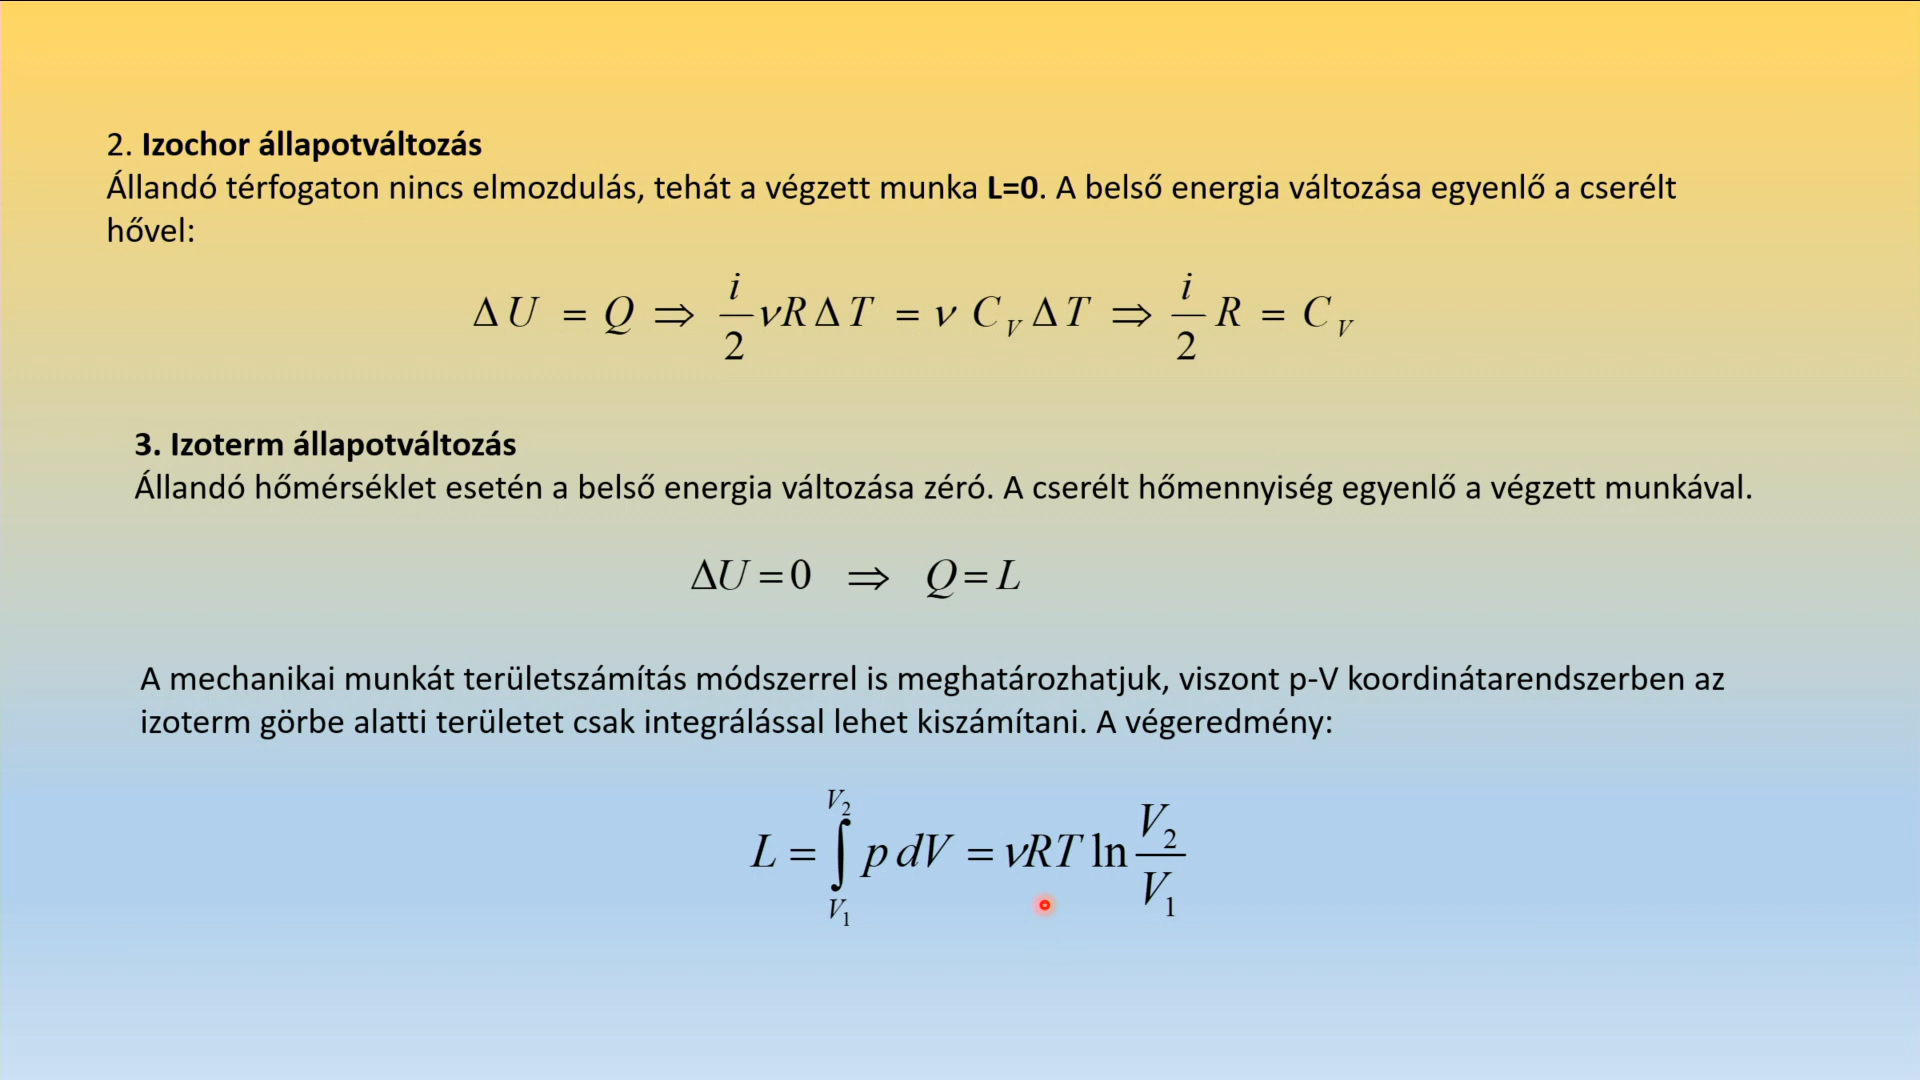 2. Izochor állapotváltozás
Állandó térfogaton nincs elmozdulás, tehát a végzett munka L=0. A belső energia változása egyenlő a cserélt
hővel:
Δ U = Q ⇒ i/2 νR Δ T = ν C_V Δ T ⇒ i/2 R = C_V
3. Izoterm állapotváltozás
Állandó hőmérséklet esetén a belső energia változása zéró. A cserélt hőmennyiség egyenlő a végzett munkával.
ΔU = 0 ⇒ Q = L
A mechanikai munkát területszámítás módszerrel is meghatározhatjuk, viszont p-V koordinátarendszerben az
izoterm görbe alatti területet csak integrálással lehet kiszámítani. A végeredmény:
L = ∫_{V_1}^{V_2} p dV = νRT ln V_2/V_1